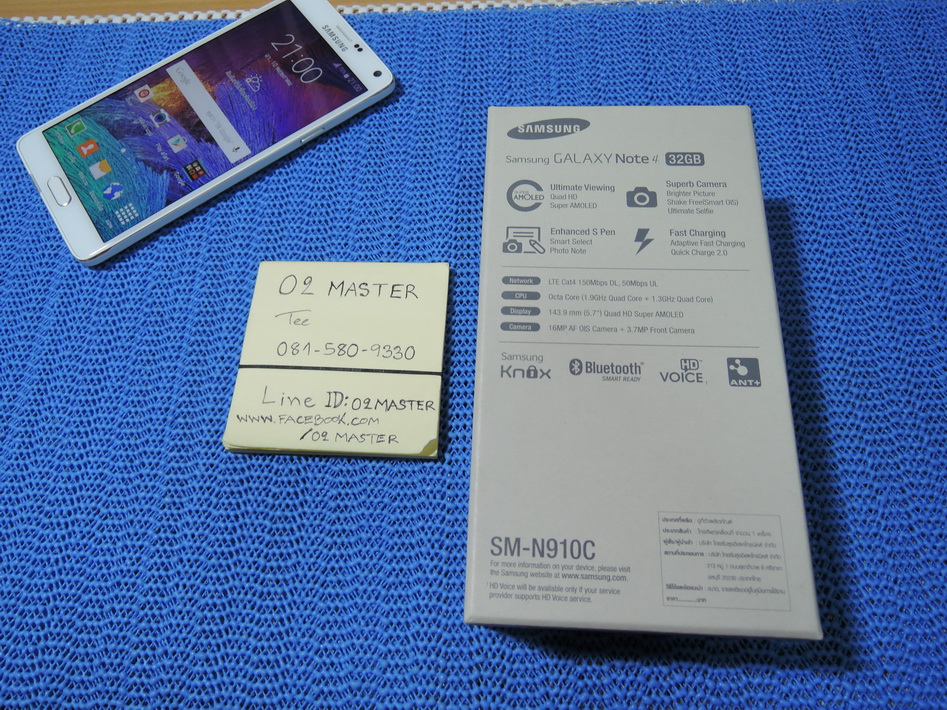 SAMSUNG
21:00
Google
O2 MASTER
Tee
081-580-9330
Line ID: O2MASTER
WWW.FACEBOOK.COM
/O2 MASTER
SAMSUNG
Samsung GALAXY Note 4 32GB
AMOLED
Ultimate Viewing
Quad HD
Super AMOLED
Superb Camera
Brighter Picture
Shake Free(Smart OIS)
Ultimate Selfie
Enhanced S Pen
Smart Select
Photo Note
Fast Charging
Adaptive Fast Charging
Quick Charge 2.0
Network LTE Cat4 150Mbps DL, 50Mbps UL
CPU Octa Core (1.9GHz Quad Core + 1.3GHz Quad Core)
Display 143.9 mm (5.7") Quad HD Super AMOLED
Camera 16MP AF OIS Camera + 3.7MP Front Camera
Samsung
Knox
Bluetooth
SMART READY
HD
VOICE
ANT+
SM-N910C
For more information on your device, please visit
the Samsung website at www.samsung.com.
HD Voice will be available only if your service
provider supports HD Voice service.